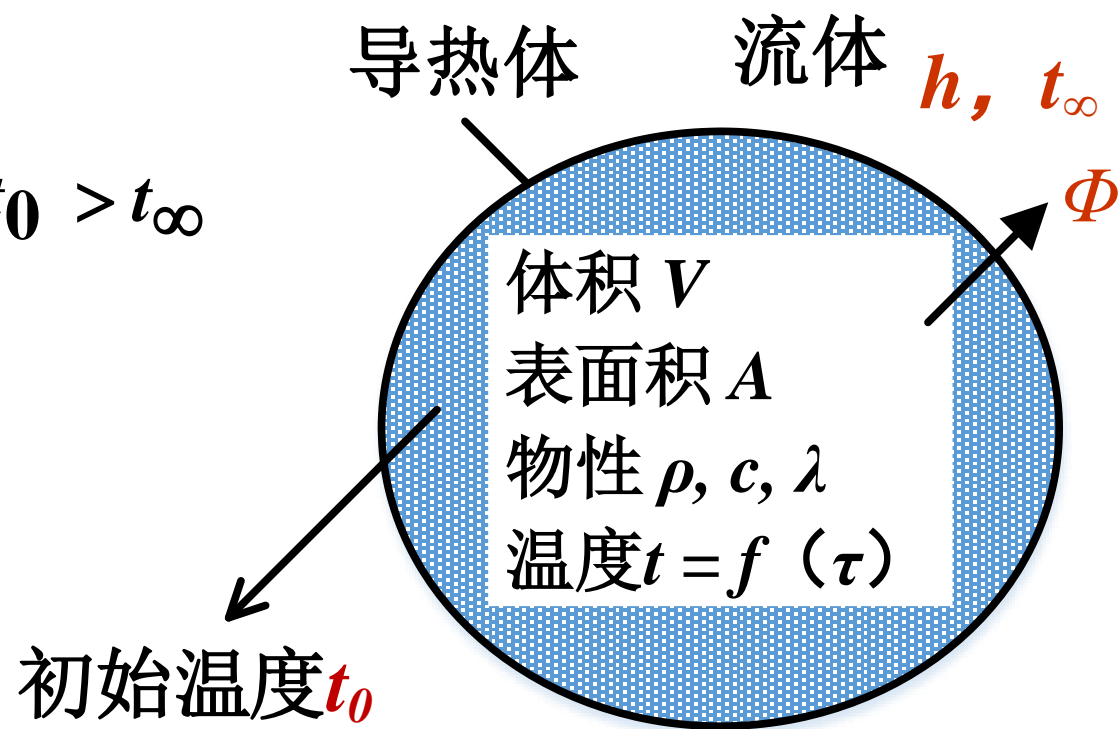 导热体
流体 h，t∞
t0 > t∞
Φ
体积 V
表面积 A
物性 ρ, c, λ
温度t = f（τ）
初始温度t0